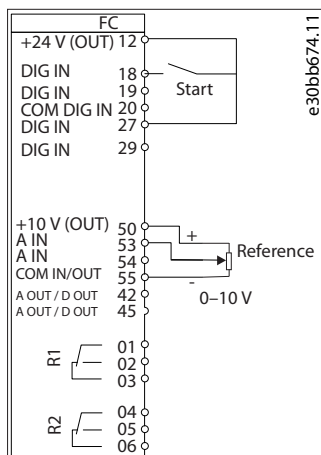 FC
+24 V (OUT) 12
DIG IN 18
DIG IN 19
COM DIG IN 20
DIG IN 27
DIG IN 29
Start
e30bb674.11
+10 V (OUT) 50
A IN 53
A IN 54
COM IN/OUT 55
A OUT / D OUT 42
A OUT / D OUT 45
+
Reference
-
0–10 V
R1
01
02
03
R2
04
05
06